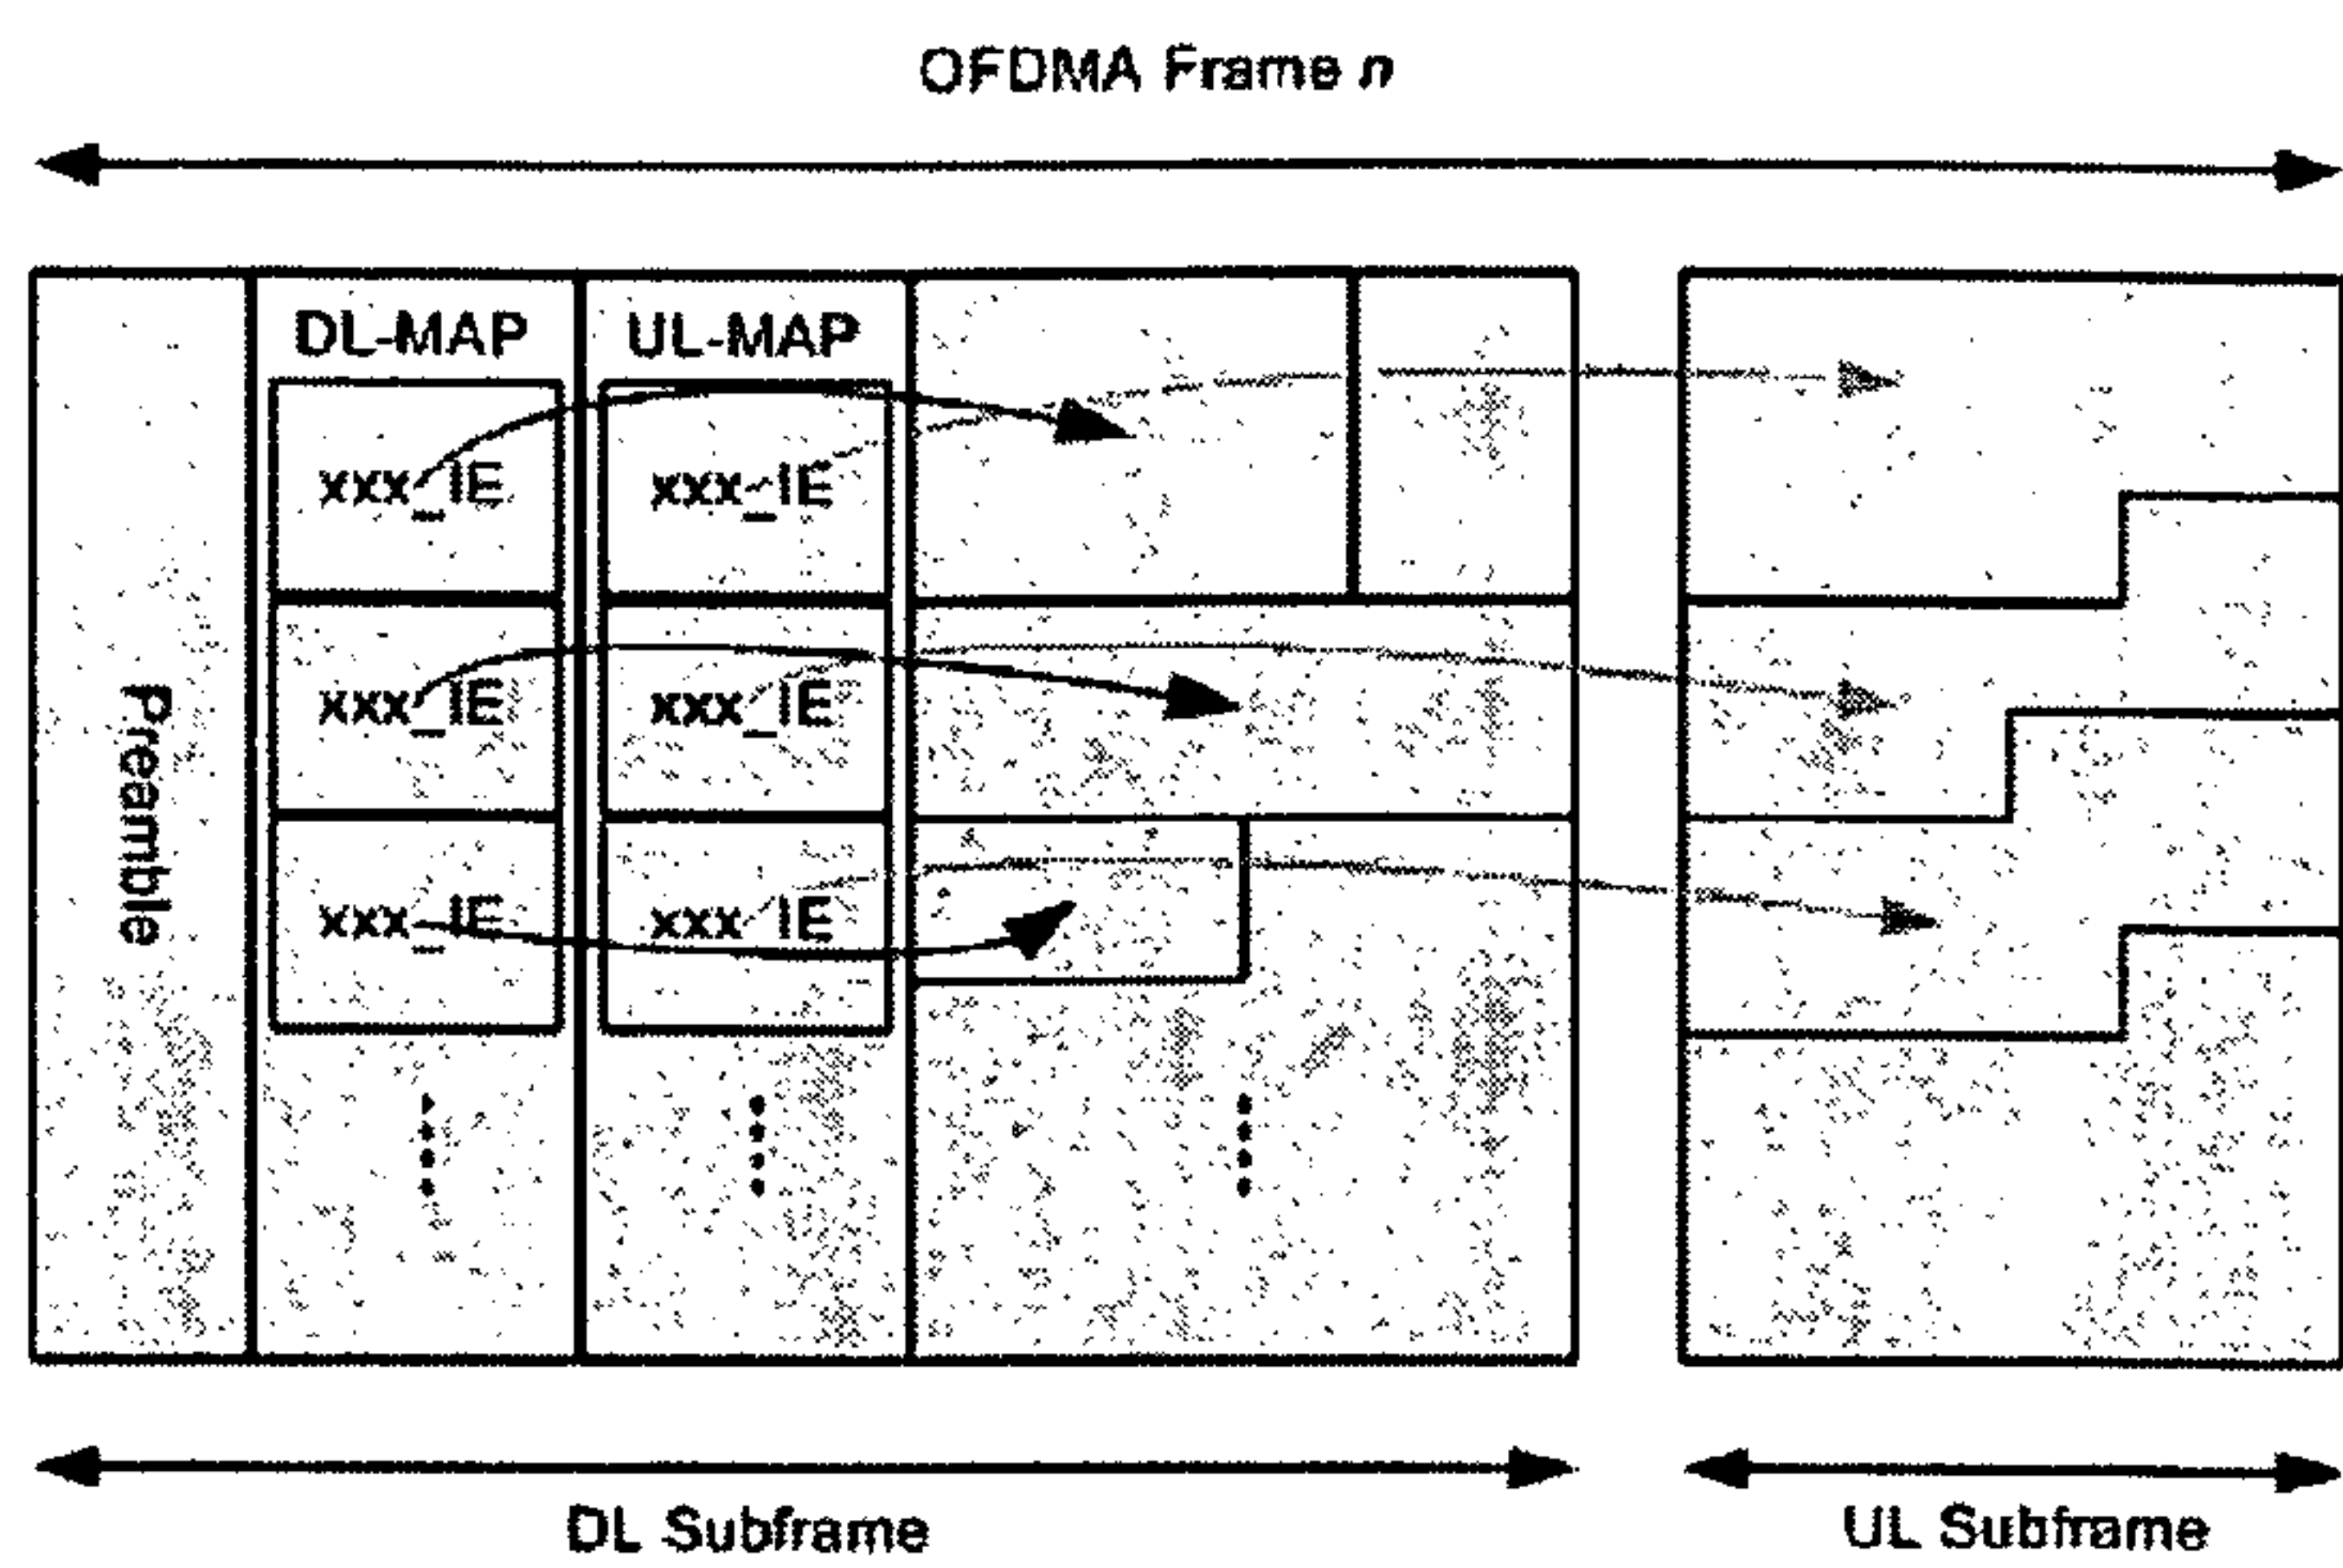 OFDMA Frame n
DL-MAP
UL-MAP
xxx_IE
xxx_IE
xxx_IE
xxx_IE
xxx_IE
xxx_IE
Preamble
DL Subframe
UL Subframe